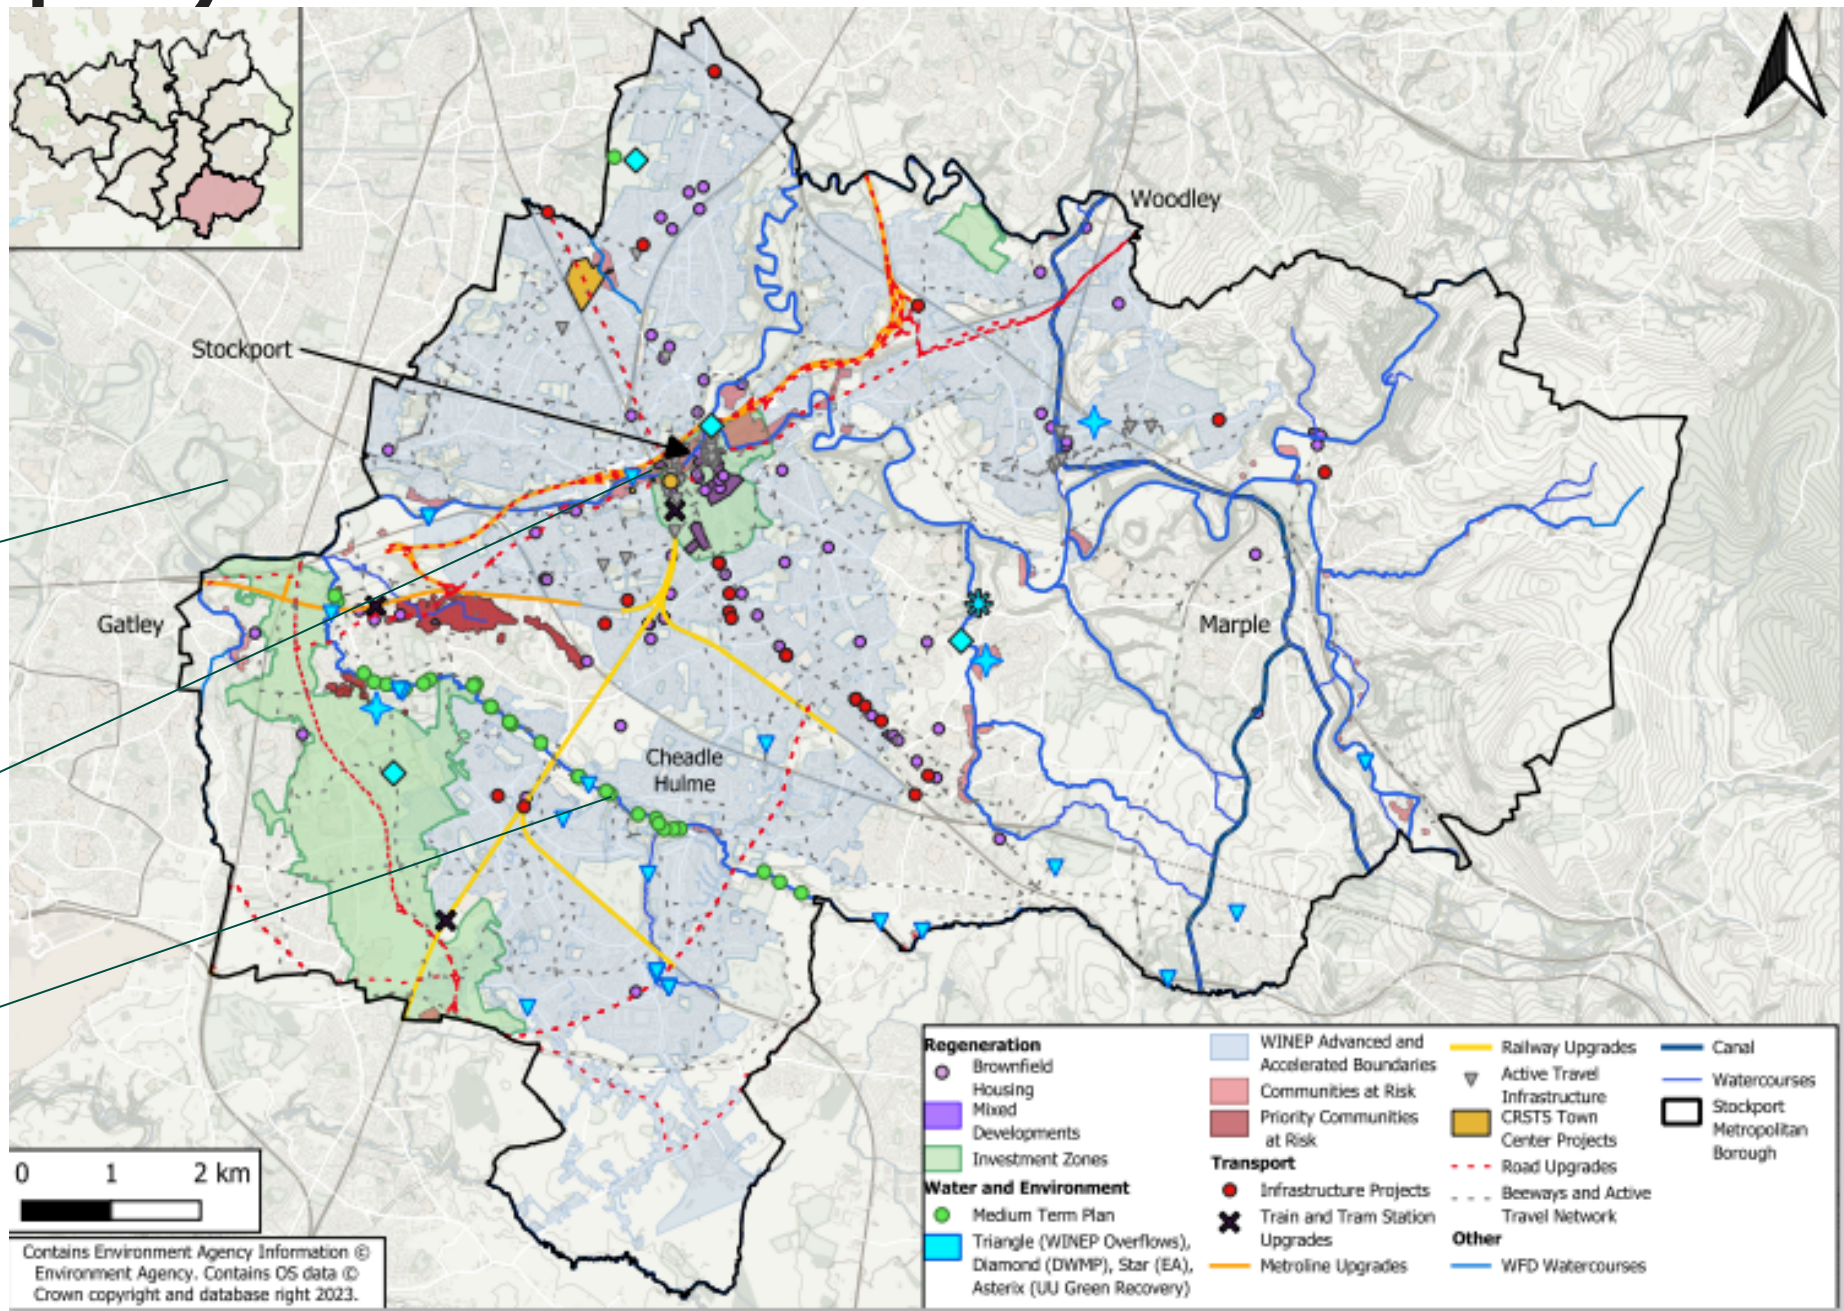 Woodley
Stockport
Gatley
Marple
Cheadle
Hulme
0 1 2 km
Contains Environment Agency Information ©
Environment Agency. Contains OS data ©
Crown copyright and database right 2023.
Regeneration
Brownfield
Housing
Mixed
Developments
Investment Zones
Water and Environment
Medium Term Plan
Triangle (WINEP Overflows),
Diamond (DWMP), Star (EA),
Asterix (UU Green Recovery)
WINEP Advanced and
Accelerated Boundaries
Communities at Risk
Priority Communities
at Risk
Transport
Infrastructure Projects
Train and Tram Station
Upgrades
Metroline Upgrades
Railway Upgrades
Active Travel
Infrastructure
CRSTS Town
Center Projects
Road Upgrades
Beeways and Active
Travel Network
Other
WFD Watercourses
Canal
Watercourses
Stockport
Metropolitan
Borough